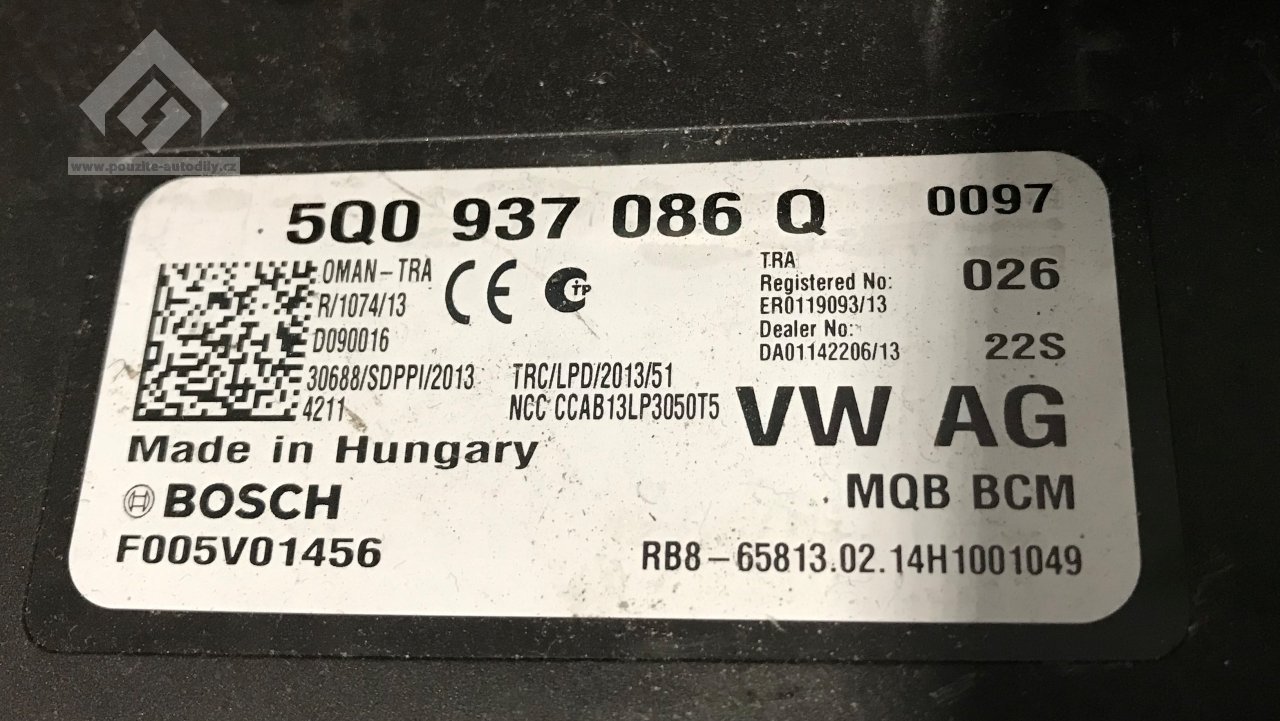 www.pouzite-autodily.cz
5Q0 937 086 Q 0097
OMAN-TRA
R/1074/13
D090016
30688/SDPPI/2013
4211
CE
TP
TRC/LPD/2013/51
NCC CCAB13LP3050T5
TRA
Registered No:
ER0119093/13
Dealer No:
DA01142206/13
026
22S
VW AG
Made in Hungary
MQB BCM
BOSCH
F005V01456
RB8-65813.02.14H1001049